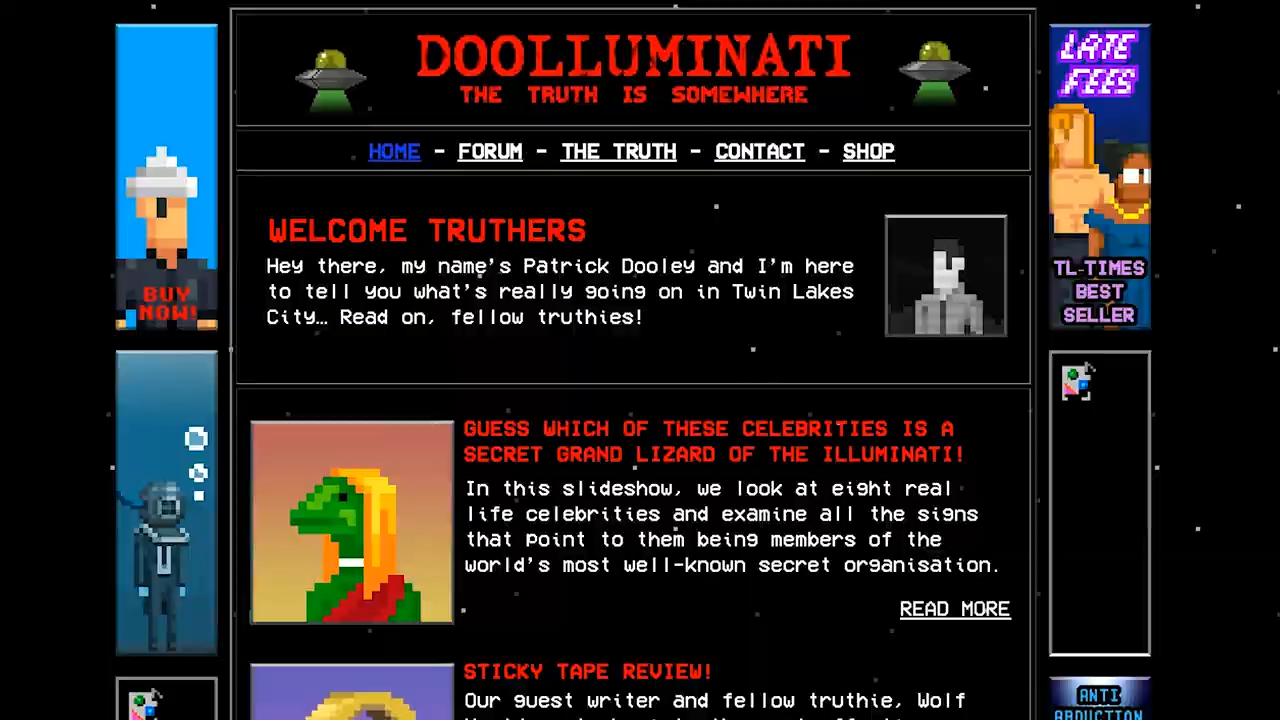 DOOLLUMINATI
THE TRUTH IS SOMEWHERE
HOME - FORUM - THE TRUTH - CONTACT - SHOP
BUY
NOW!
LATE
FEES
TL-TIMES
BEST
SELLER
WELCOME TRUTHERS
Hey there, my name's Patrick Dooley and I'm here
to tell you what's really going on in Twin Lakes
City… Read on, fellow truthies!
GUESS WHICH OF THESE CELEBRITIES IS A
SECRET GRAND LIZARD OF THE ILLUMINATI!
In this slideshow, we look at eight real
life celebrities and examine all the signs
that point to them being members of the
world's most well-known secret organisation.
READ MORE
STICKY TAPE REVIEW!
Our guest writer and fellow truthie, Wolf
ANTI
ABDUCTION